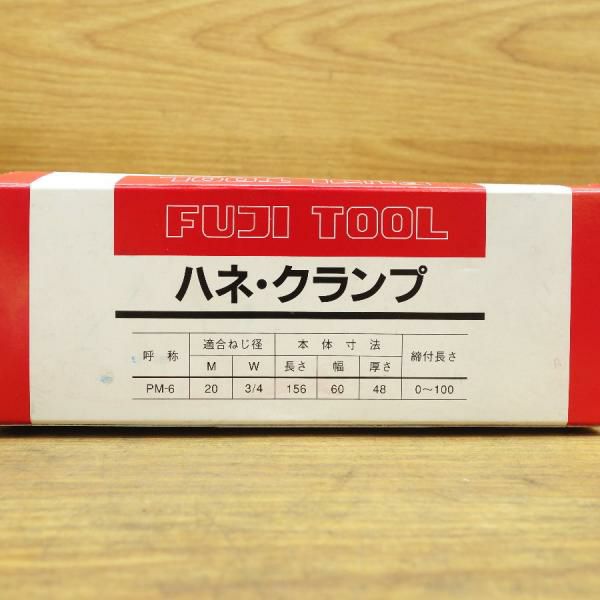 FUJI TOOL
FUJI TOOL
ハネ・クランプ
呼称 適合ねじ径 本体寸法 締付長さ
M W 長さ 幅 厚さ
PM-6 20 3/4 156 60 48 0～100